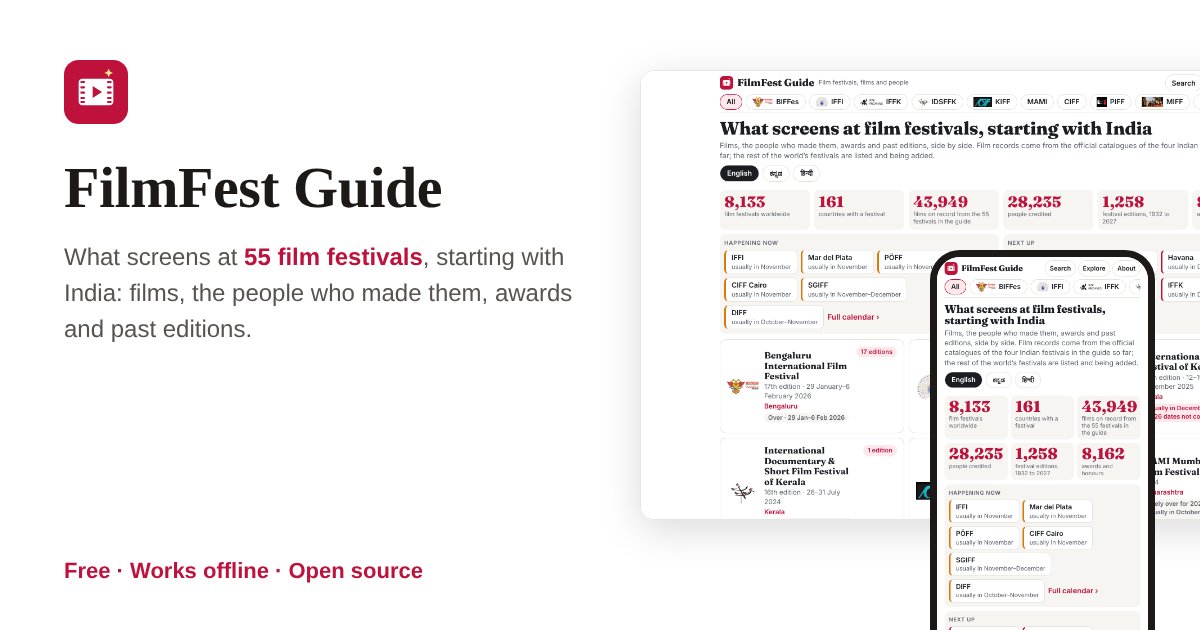 FilmFest Guide
What screens at 55 film festivals, starting with
India: films, the people who made them, awards
and past editions.
Free · Works offline · Open source
FilmFest Guide Film festivals, films and people
Search
All BIFFes IFFI IFFK IDSFFK KIFF MAMI CIFF PIFF MIFF
What screens at film festivals, starting with India
Films, the people who made them, awards and past editions, side by side. Film records come from the official catalogues of the four Indian
far; the rest of the world's festivals are listed and being added.
English ಕನ್ನಡ हिन्दी
8,133
film festivals worldwide
161
countries with a festival
43,949
films on record from the 55
festivals in the guide
28,235
people credited
1,258
festival editions, 1932 to
2027
HAPPENING NOW
IFFI
usually in November
Mar del Plata
usually in November
PÖFF
usually in Novem
CIFF Cairo
usually in November
SGIFF
usually in November–December
DIFF
usually in October–November
Full calendar ›
NEXT UP
Havana
IFFK
Bengaluru
International Film
Festival
17 editions
17th edition · 29 January–6
February 2026
Bengaluru
Over · 29 Jan–6 Feb 2026
International
Documentary &
Short Film Festival
of Kerala
1 edition
16th edition · 26–31 July
2024
Kerala
FilmFest Guide
Search Explore About
All BIFFes IFFI IFFK
What screens at film festivals,
starting with India
Films, the people who made them, awards and past
editions, side by side. Film records come from the official
catalogues of the four Indian festivals in the guide so far;
the rest of the world's festivals are listed and being added.
English ಕನ್ನಡ हिन्दी
8,133
film festivals
worldwide
161
countries with a
festival
43,949
films on record from
the 55 festivals in
the guide
28,235
people credited
1,258
festival editions,
1932 to 2027
8,162
awards and
honours
HAPPENING NOW
IFFI
usually in November
Mar del Plata
usually in November
PÖFF
usually in November
CIFF Cairo
usually in November
SGIFF
usually in November–December
DIFF
usually in October–November
Full calendar ›
NEXT UP